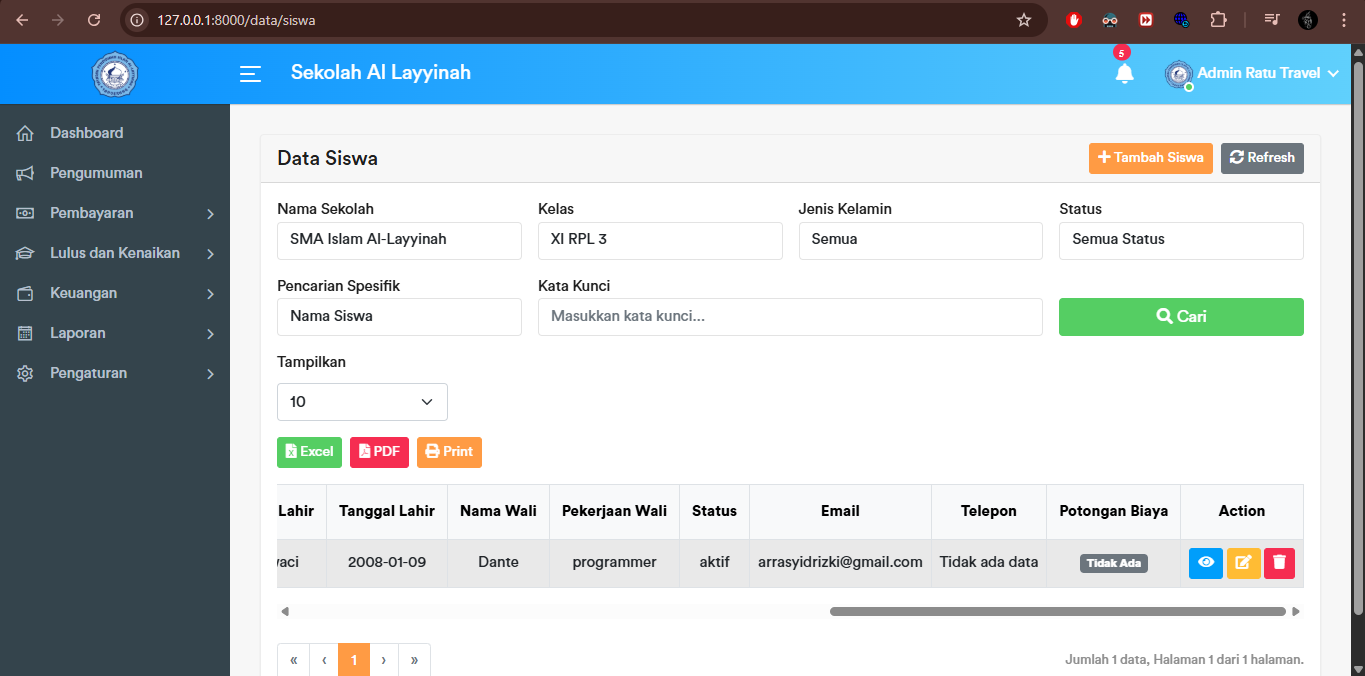 127.0.0.1:8000/data/siswa
Sekolah Al Layyinah
5
Admin Ratu Travel
Dashboard
Pengumuman
Pembayaran
Lulus dan Kenaikan
Keuangan
Laporan
Pengaturan
Data Siswa
Tambah Siswa
Refresh
Nama Sekolah Kelas Jenis Kelamin Status
SMA Islam Al-Layyinah XI RPL 3 Semua Semua Status
Pencarian Spesifik Kata Kunci
Nama Siswa Masukkan kata kunci... Cari
Tampilkan
10
Excel PDF Print
Lahir Tanggal Lahir Nama Wali Pekerjaan Wali Status Email Telepon Potongan Biaya Action
aci 2008-01-09 Dante programmer aktif arrasyidrizki@gmail.com Tidak ada data Tidak Ada
« ‹ 1 › »
Jumlah 1 data, Halaman 1 dari 1 halaman.